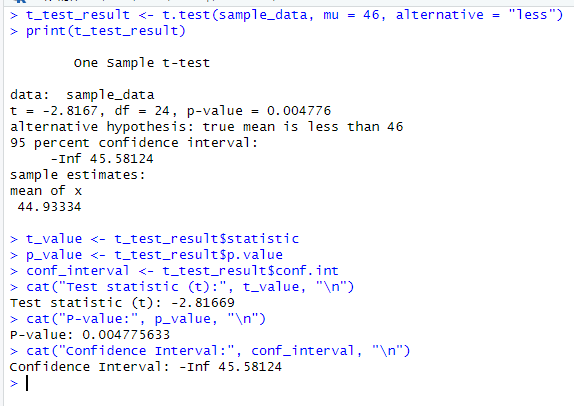 > t_test_result <- t.test(sample_data, mu = 46, alternative = "less")
> print(t_test_result)
One Sample t-test
data:  sample_data
t = -2.8167, df = 24, p-value = 0.004776
alternative hypothesis: true mean is less than 46
95 percent confidence interval:
-Inf 45.58124
sample estimates:
mean of x
44.93334
> t_value <- t_test_result$statistic
> p_value <- t_test_result$p.value
> conf_interval <- t_test_result$conf.int
> cat("Test statistic (t):", t_value, "\n")
Test statistic (t): -2.81669
> cat("P-value:", p_value, "\n")
P-value: 0.004775633
> cat("Confidence Interval:", conf_interval, "\n")
Confidence Interval: -Inf 45.58124
>